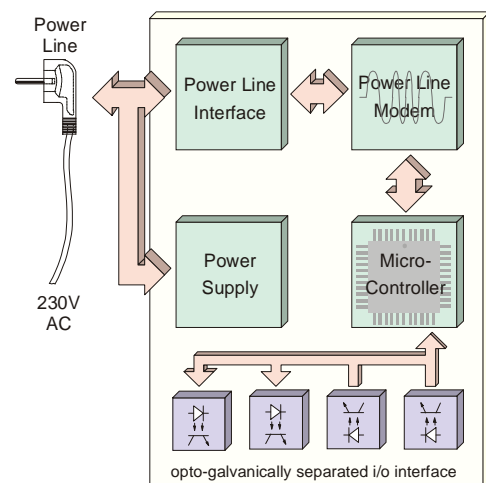 Power
Line
230V
AC
Power Line
Interface
Power Line
Modem
Power
Supply
Micro-
Controller
opto-galvanically separated i/o interface